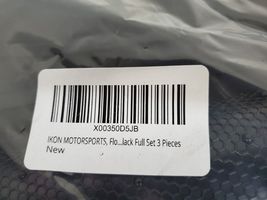 X00350D5JB
IKON MOTORSPORTS, Flo...lack Full Set 3 Pieces
New